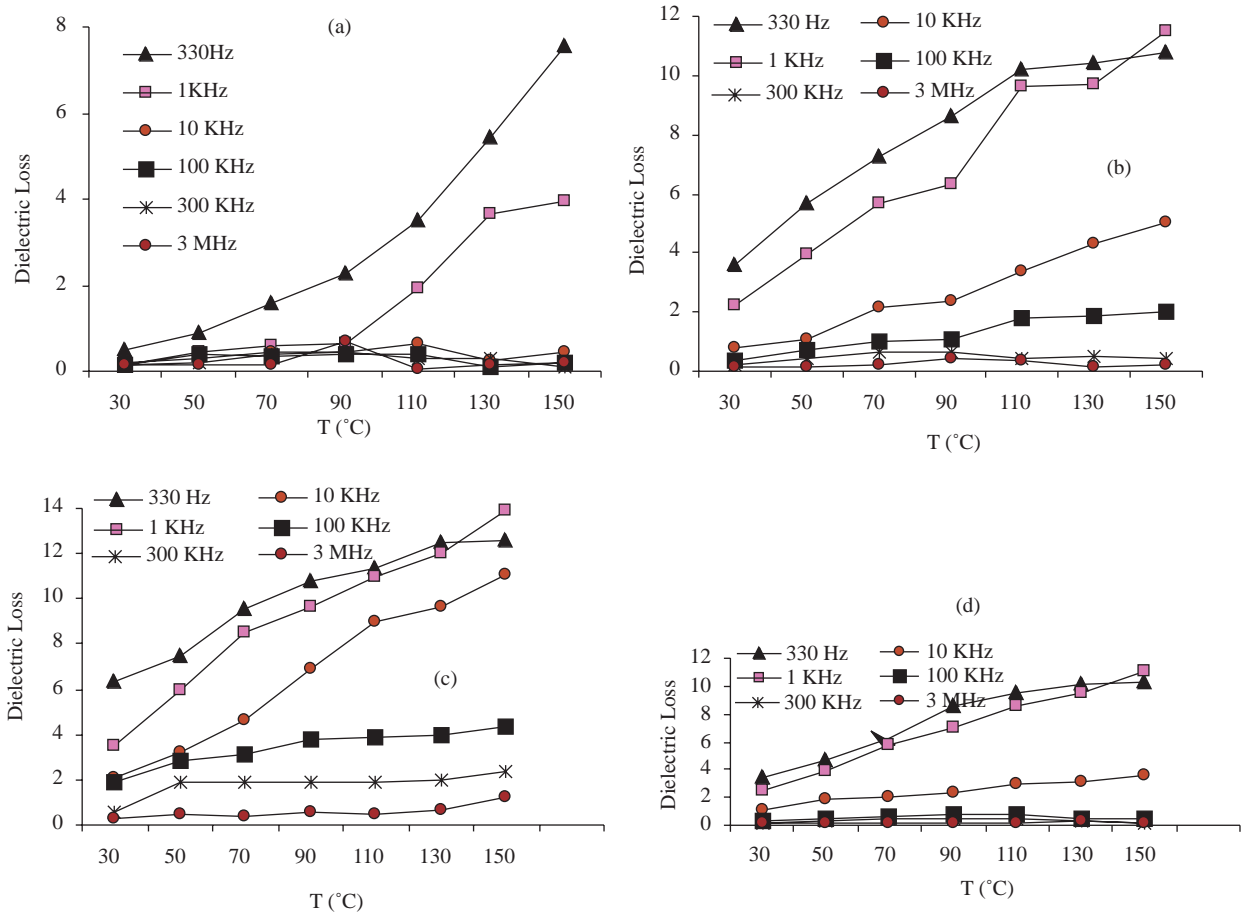 (a)
8
6
4
2
0
Dielectric Loss
330Hz
1KHz
10 KHz
100 KHz
300 KHz
3 MHz
30 50 70 90 110 130 150
T (°C)
(b)
12
10
8
6
4
2
0
Dielectric Loss
330 Hz
10 KHz
1 KHz
100 KHz
300 KHz
3 MHz
30 50 70 90 110 130 150
T (°C)
(c)
14
12
10
8
6
4
2
0
Dielectric Loss
330 Hz
10 KHz
1 KHz
100 KHz
300 KHz
3 MHz
30 50 70 90 110 130 150
T (°C)
(d)
12
10
8
6
4
2
0
Dielectric Loss
330 Hz
10 KHz
1 KHz
100 KHz
300 KHz
3 MHz
30 50 70 90 110 130 150
T (°C)